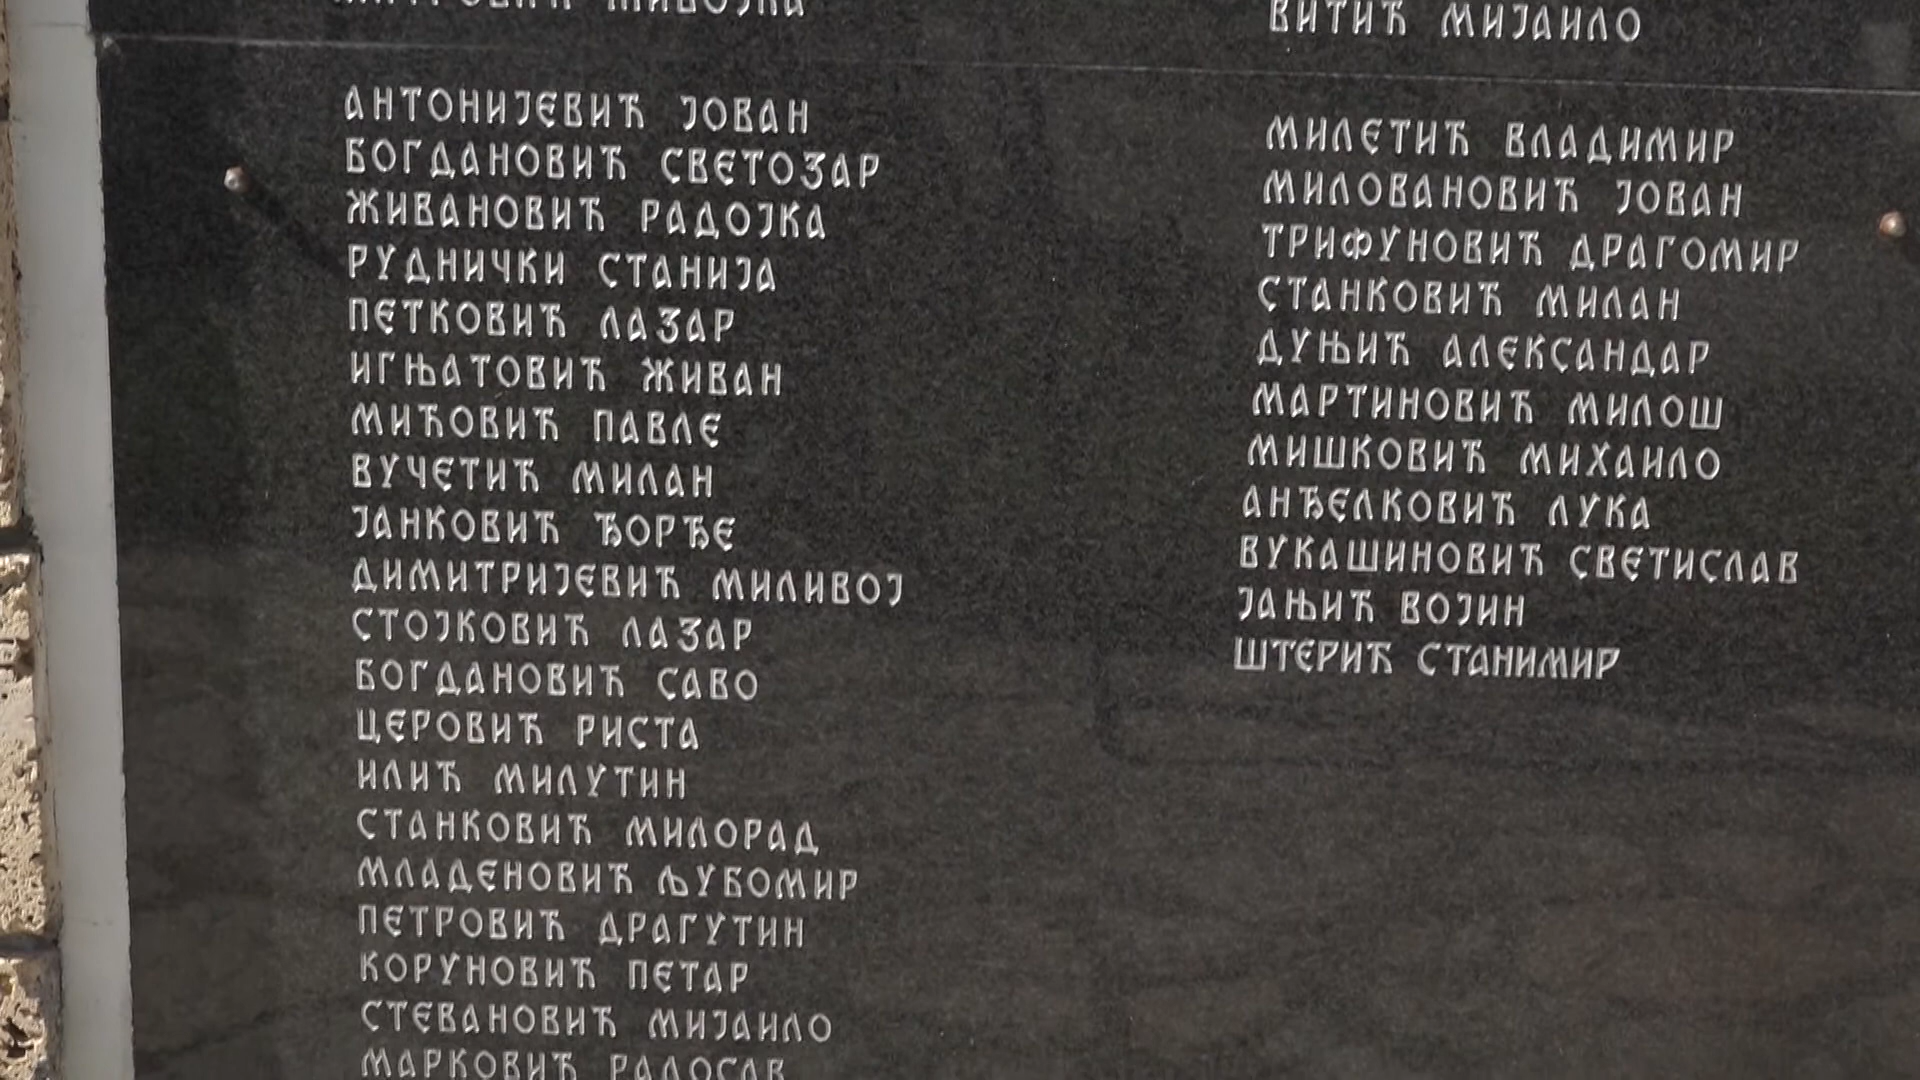 ВИТИЋ МИЈАИЛО
АНТОНИЈЕВИЋ ЈОВАН
БОГДАНОВИЋ СВЕТОЗАР
ЖИВАНОВИЋ РАДОЈКА
РУДНИЧКИ СТАНИЈА
ПЕТКОВИЋ ЛАЗАР
ИГЊАТОВИЋ ЖИВАН
МИЋОВИЋ ПАВЛЕ
ВУЧЕТИЋ МИЛАН
ЈАНКОВИЋ ЂОРЂЕ
ДИМИТРИЈЕВИЋ МИЛИВОЈ
СТОЈКОВИЋ ЛАЗАР
БОГДАНОВИЋ САВО
ЦЕРОВИЋ РИСТА
ИЛИЋ МИЛУТИН
СТАНКОВИЋ МИЛОРАД
МЛАДЕНОВИЋ ЉУБОМИР
ПЕТРОВИЋ ДРАГУТИН
КОРУНОВИЋ ПЕТАР
СТЕВАНОВИЋ МИЈАИЛО
МАРКОВИЋ РАДОСАВ
МИЛЕТИЋ ВЛАДИМИР
МИЛОВАНОВИЋ ЈОВАН
ТРИФУНОВИЋ ДРАГОМИР
СТАНКОВИЋ МИЛАН
ДУЊИЋ АЛЕКСАНДАР
МАРТИНОВИЋ МИЛОШ
МИШКОВИЋ МИХАИЛО
АНЂЕЛКОВИЋ ЛУКА
ВУКАШИНОВИЋ СВЕТИСЛАВ
ЈАЊИЋ ВОЈИН
ШТЕРИЋ СТАНИМИР